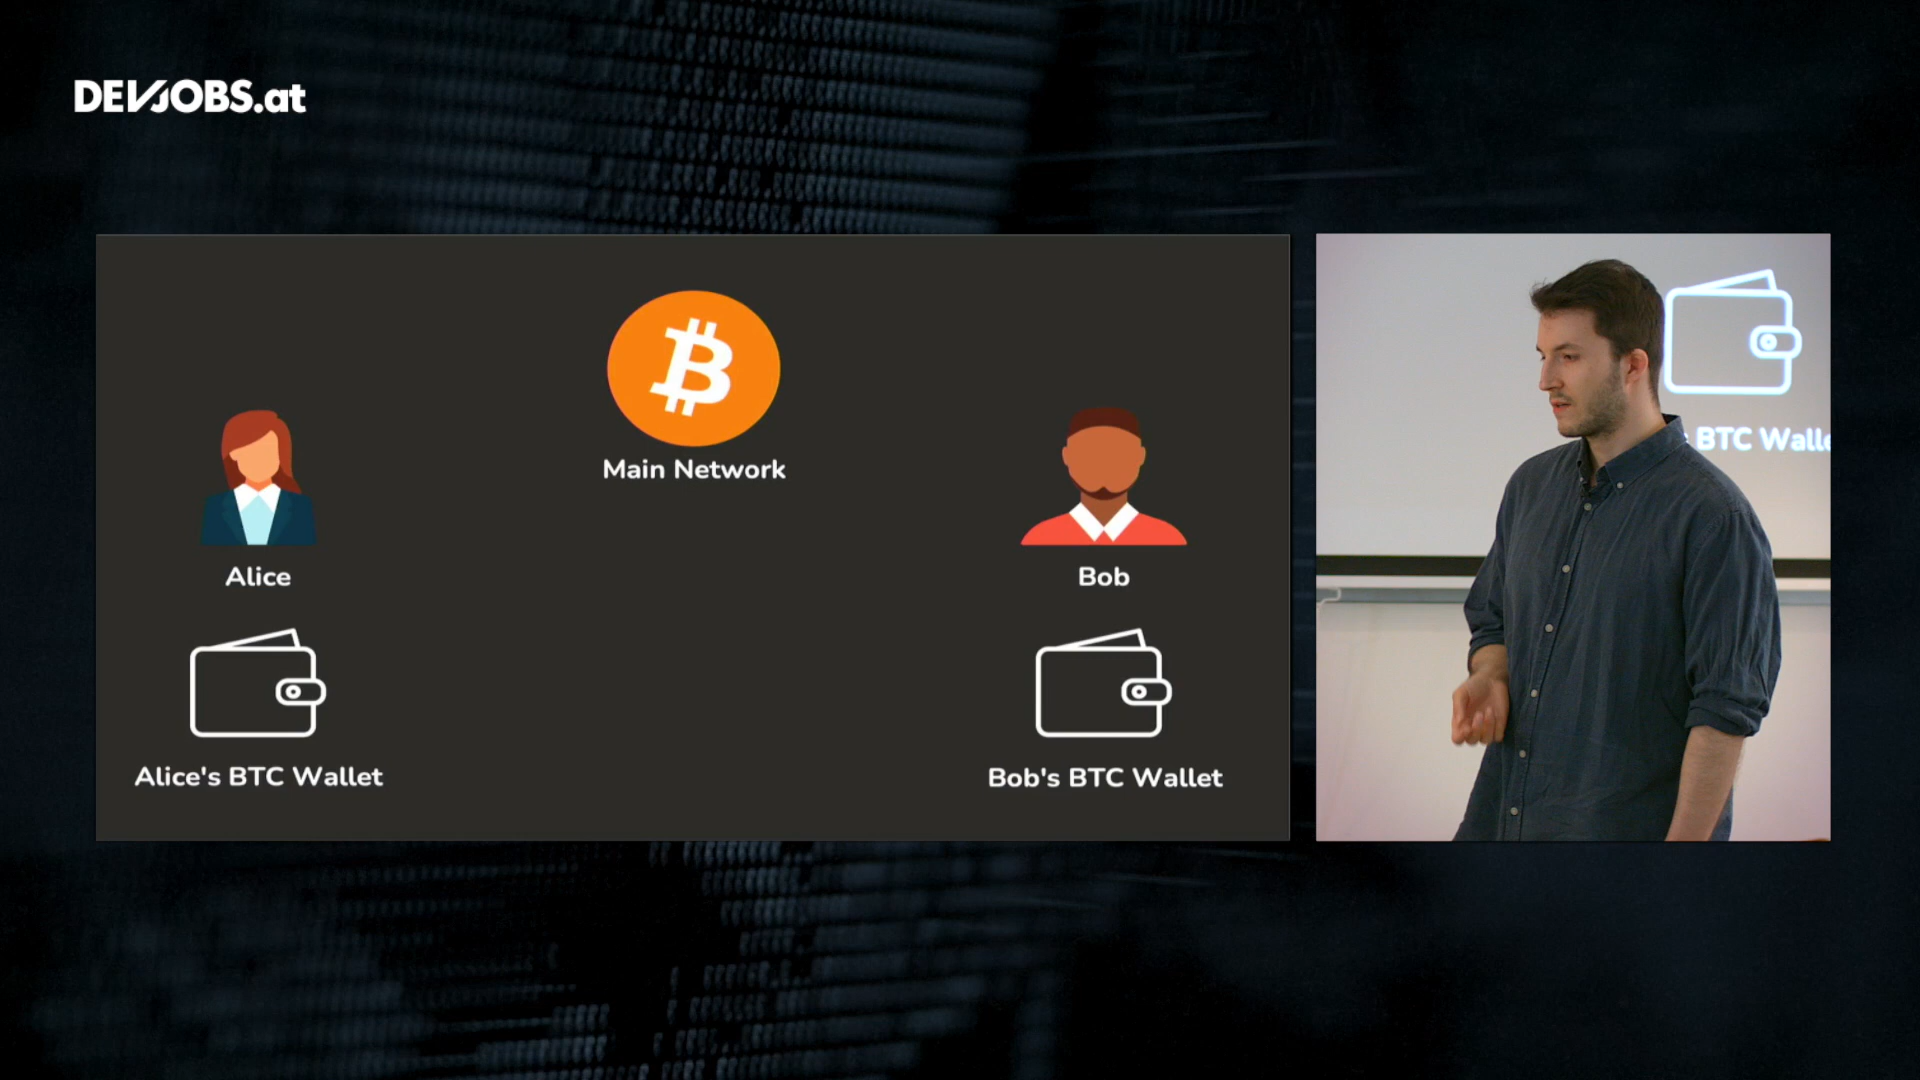 DEVJOBS.at
Main Network
Alice
Bob
Alice's BTC Wallet
Bob's BTC Wallet
BTC Wall